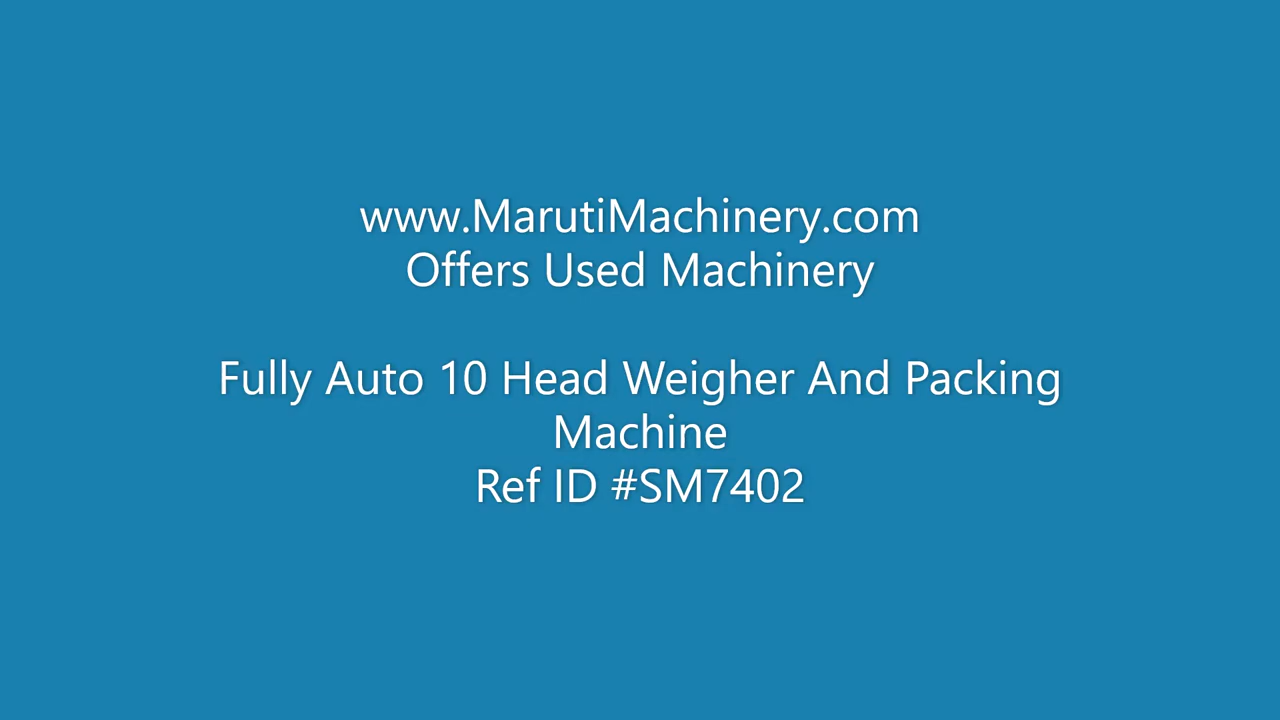 www.MarutiMachinery.com
Offers Used Machinery
Fully Auto 10 Head Weigher And Packing
Machine
Ref ID #SM7402